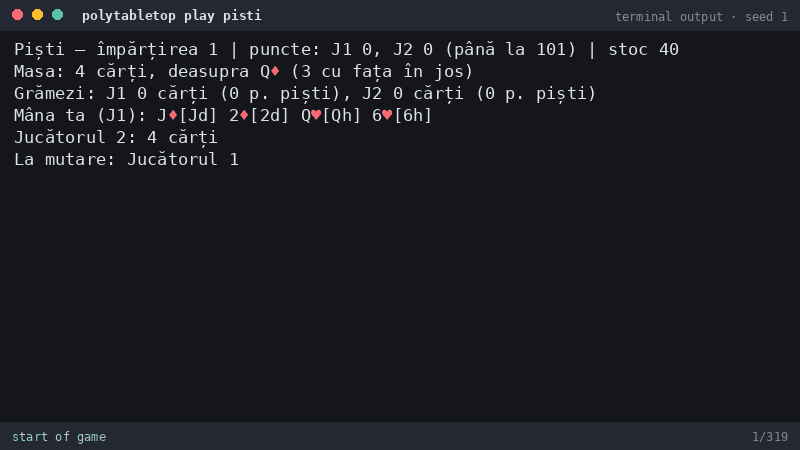 polytabletop play pisti
terminal output · seed 1
Piști — împărțirea 1 | puncte: J1 0, J2 0 (până la 101) | stoc 40
Masa: 4 cărți, deasupra Q♦ (3 cu fața în jos)
Grămezi: J1 0 cărți (0 p. piști), J2 0 cărți (0 p. piști)
Mâna ta (J1): J♦[Jd] 2♦[2d] Q♥[Qh] 6♥[6h]
Jucătorul 2: 4 cărți
La mutare: Jucătorul 1
start of game
1/319